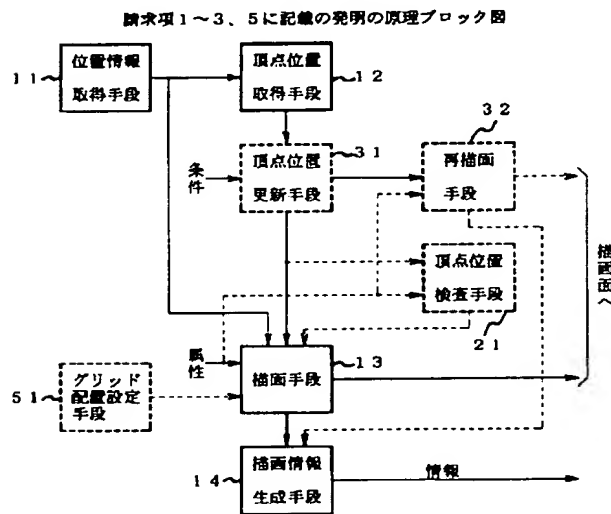 請求項1〜3、5に記載の発明の原理ブロック図
11
位置情報
取得手段
頂点位置
取得手段
12
条件
頂点位置
更新手段
31
32
再描画
手段
頂点位置
検査手段
21
描画面へ
属性
描画手段
13
51
グリッド
配置設定
手段
14
描画情報
生成手段
情報